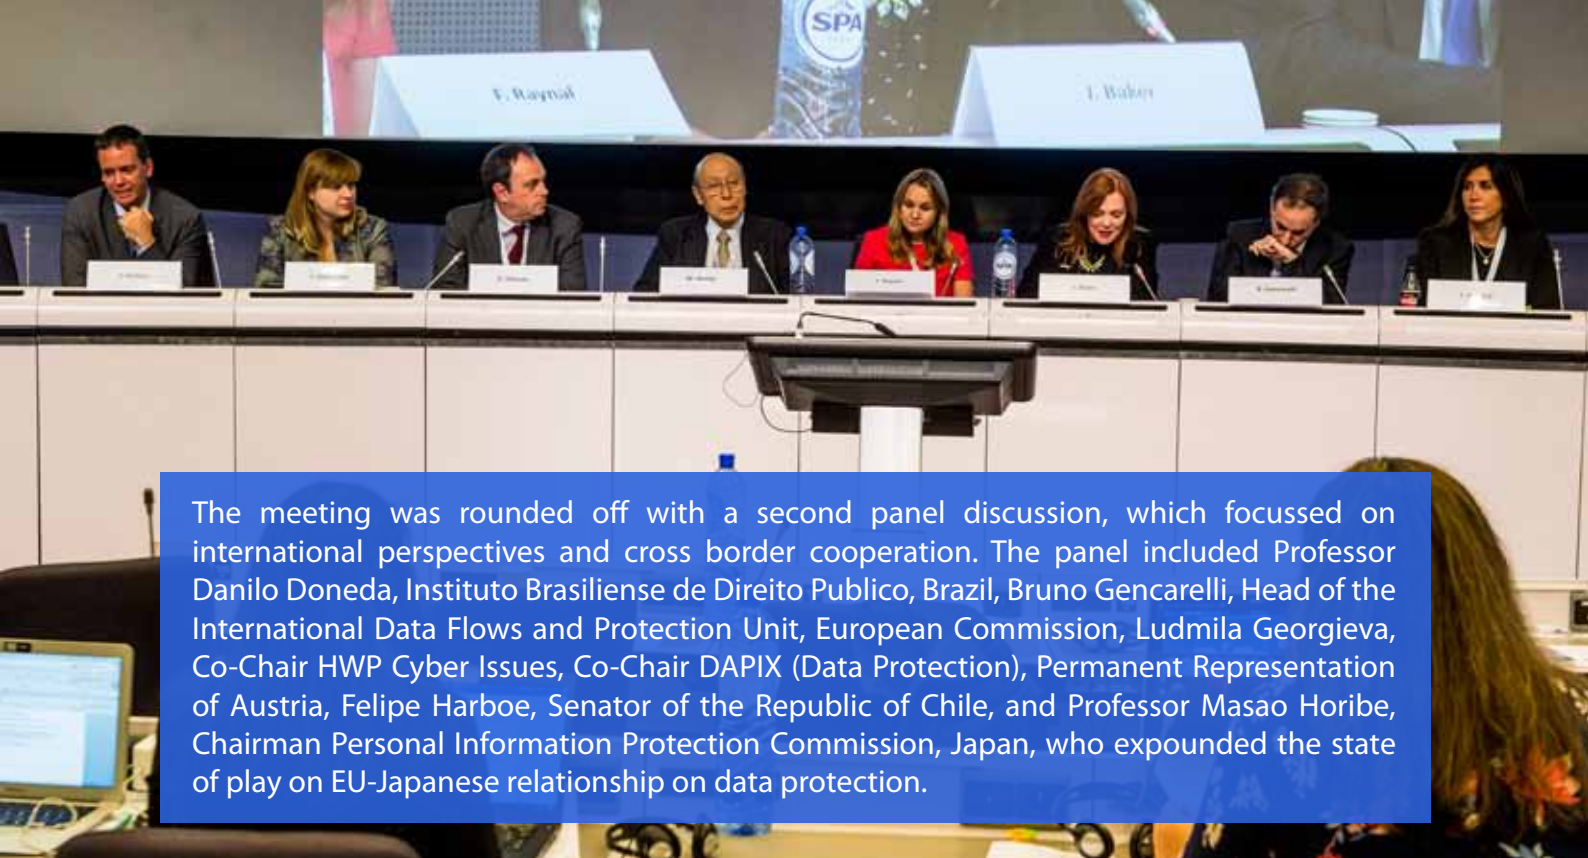 SPA
F. Raynal
J. Baker
SPA
The meeting was rounded off with a second panel discussion, which focussed on
international perspectives and cross border cooperation. The panel included Professor
Danilo Doneda, Instituto Brasiliense de Direito Publico, Brazil, Bruno Gencarelli, Head of the
International Data Flows and Protection Unit, European Commission, Ludmila Georgieva,
Co-Chair HWP Cyber Issues, Co-Chair DAPIX (Data Protection), Permanent Representation
of Austria, Felipe Harboe, Senator of the Republic of Chile, and Professor Masao Horibe,
Chairman Personal Information Protection Commission, Japan, who expounded the state
of play on EU-Japanese relationship on data protection.